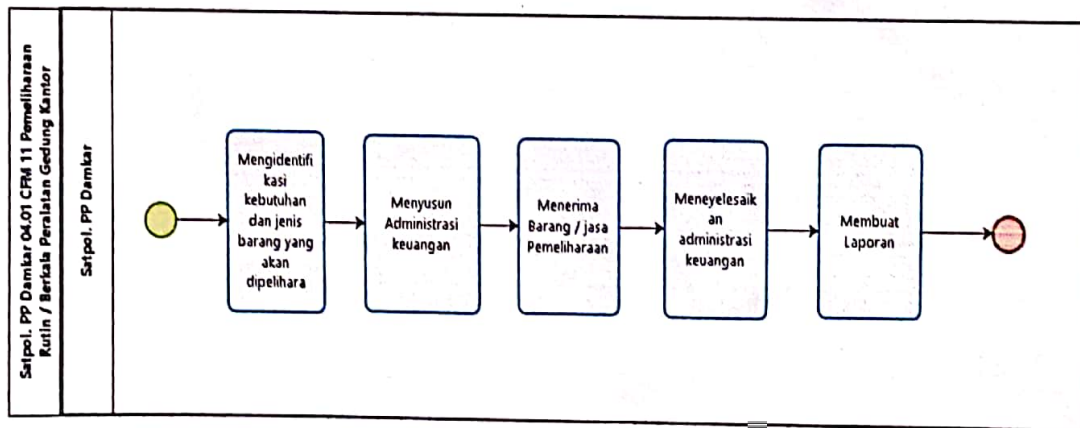 Satpol. PP Damkar 04.01 CFM 11 Pemeliharaan
Rutin / Berkala Peralatan Gedung Kantor
Satpol. PP Damkar
Mengidentifi
kasi
kebutuhan
dan jenis
barang yang
akan
dipelihara
Menyusun
Administrasi
keuangan
Menerima
Barang / jasa
Pemeliharaan
Meneyelesaik
an
administrasi
keuangan
Membuat
Laporan